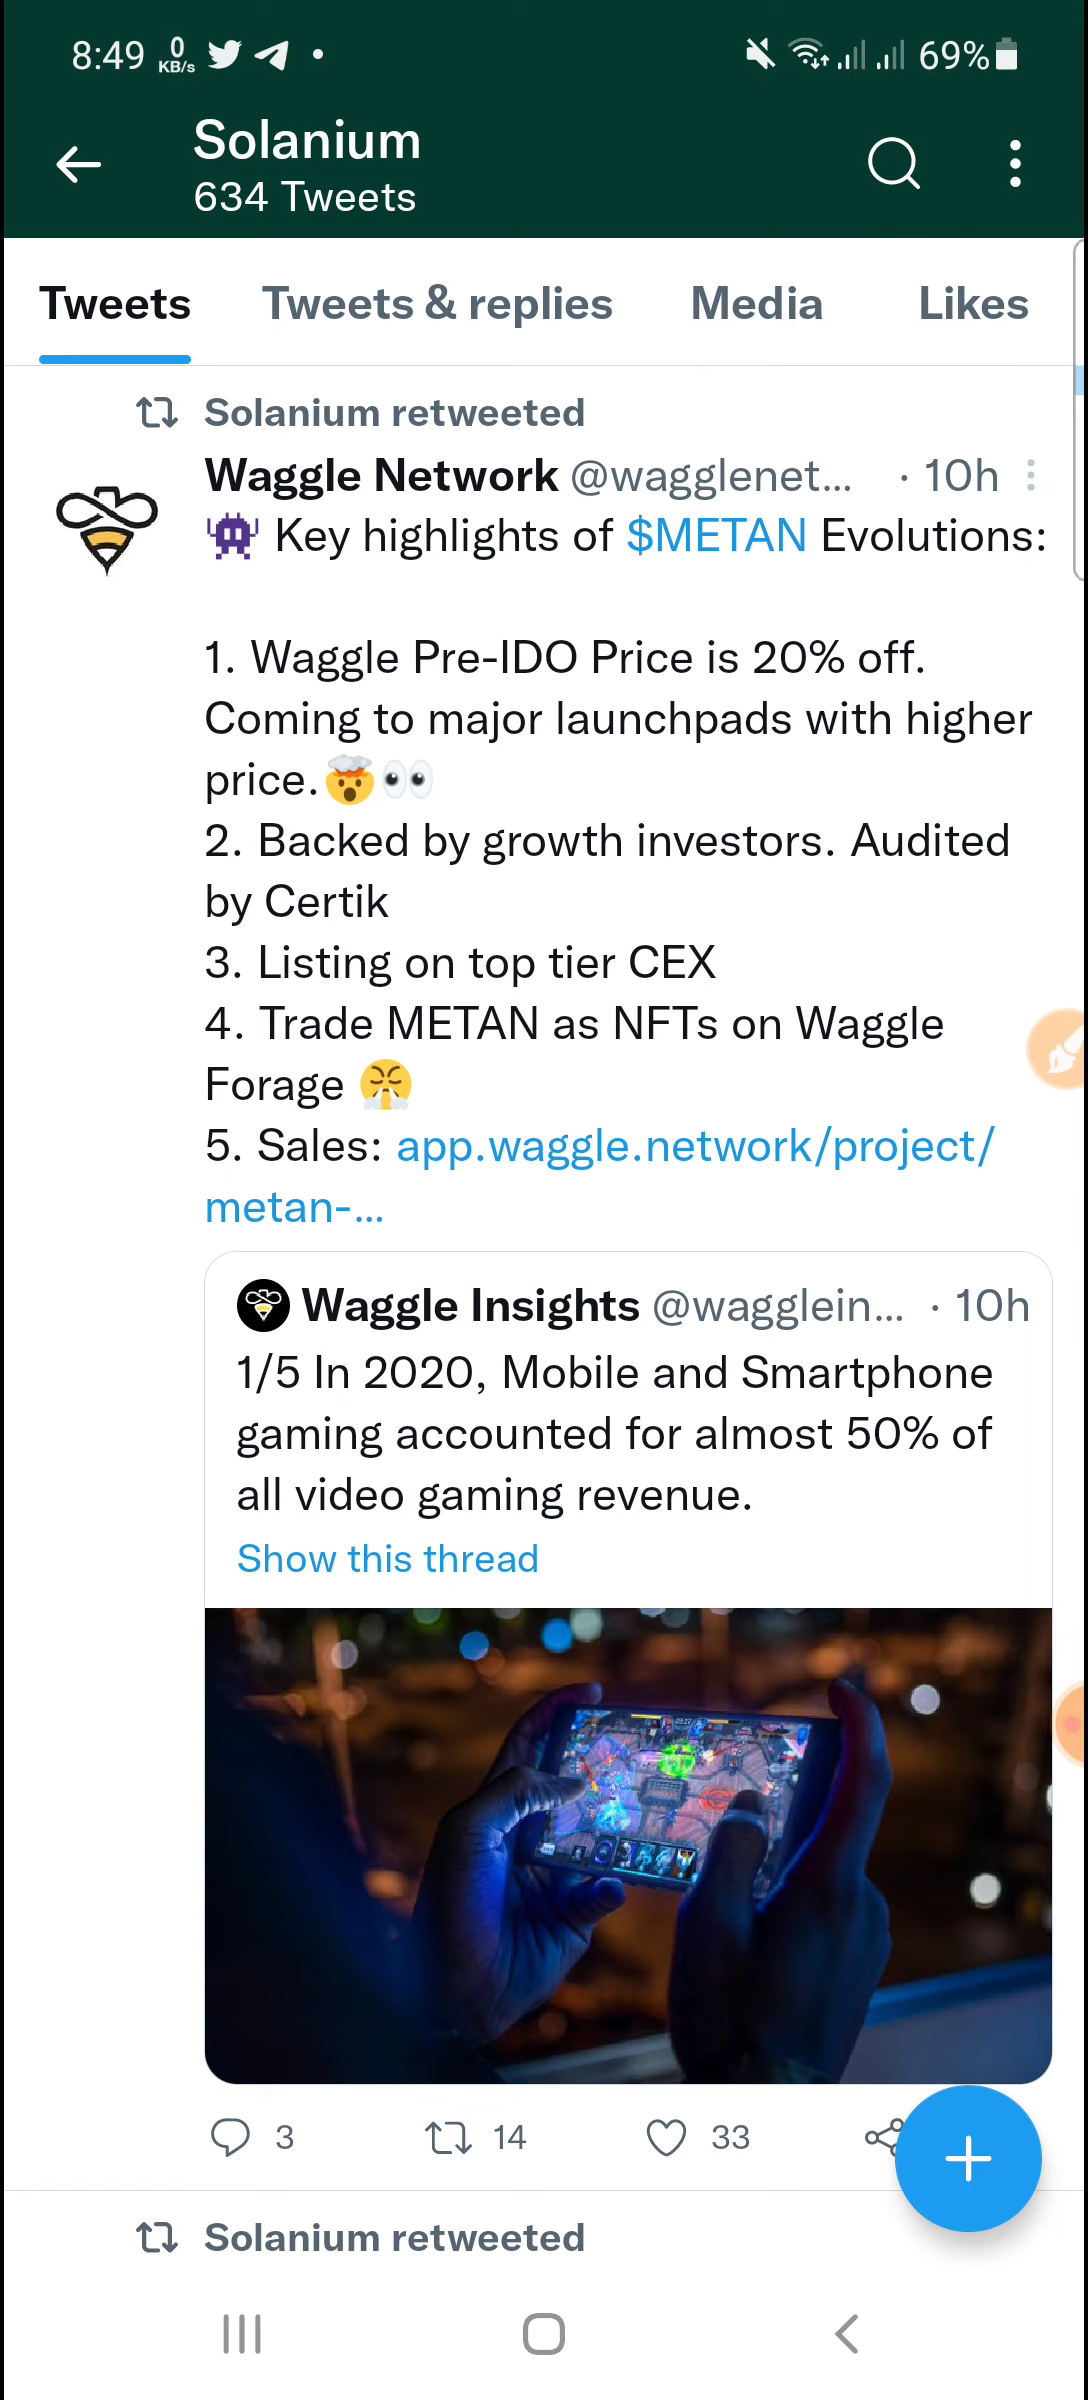 8:49 0 KB/s 69%
Solanium
634 Tweets
Tweets Tweets & replies Media Likes
Solanium retweeted
Waggle Network @wagglenet... · 10h
👾 Key highlights of $METAN Evolutions:
1. Waggle Pre-IDO Price is 20% off.
Coming to major launchpads with higher
price.🤯👀
2. Backed by growth investors. Audited
by Certik
3. Listing on top tier CEX
4. Trade METAN as NFTs on Waggle
Forage 😤
5. Sales: app.waggle.network/project/
metan-...
Waggle Insights @wagglein... · 10h
1/5 In 2020, Mobile and Smartphone
gaming accounted for almost 50% of
all video gaming revenue.
Show this thread
3 14 33
Solanium retweeted